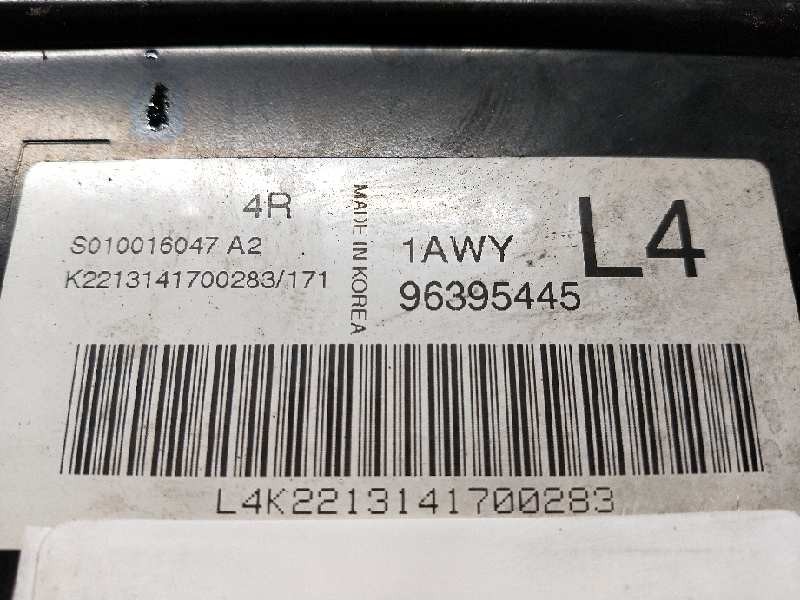 4R
S010016047 A2
K2213141700283/171
MADE IN KOREA
1AWY
L4
96395445
L4K2213141700283